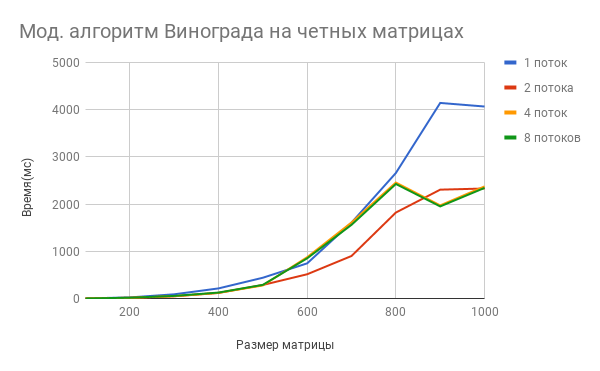 Мод. алгоритм Винограда на четных матрицах
5000
4000
3000
2000
1000
0
Время(мс)
200
400
600
800
1000
Размер матрицы
1 поток
2 потока
4 поток
8 потоков